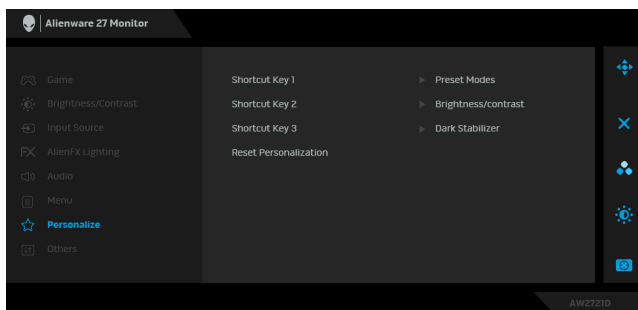 Alienware 27 Monitor
Game
Brightness/Contrast
Input Source
AlienFX Lighting
Audio
Menu
Personalize
Others
Shortcut Key 1 Preset Modes
Shortcut Key 2 Brightness/contrast
Shortcut Key 3 Dark Stabilizer
Reset Personalization
AW2721D